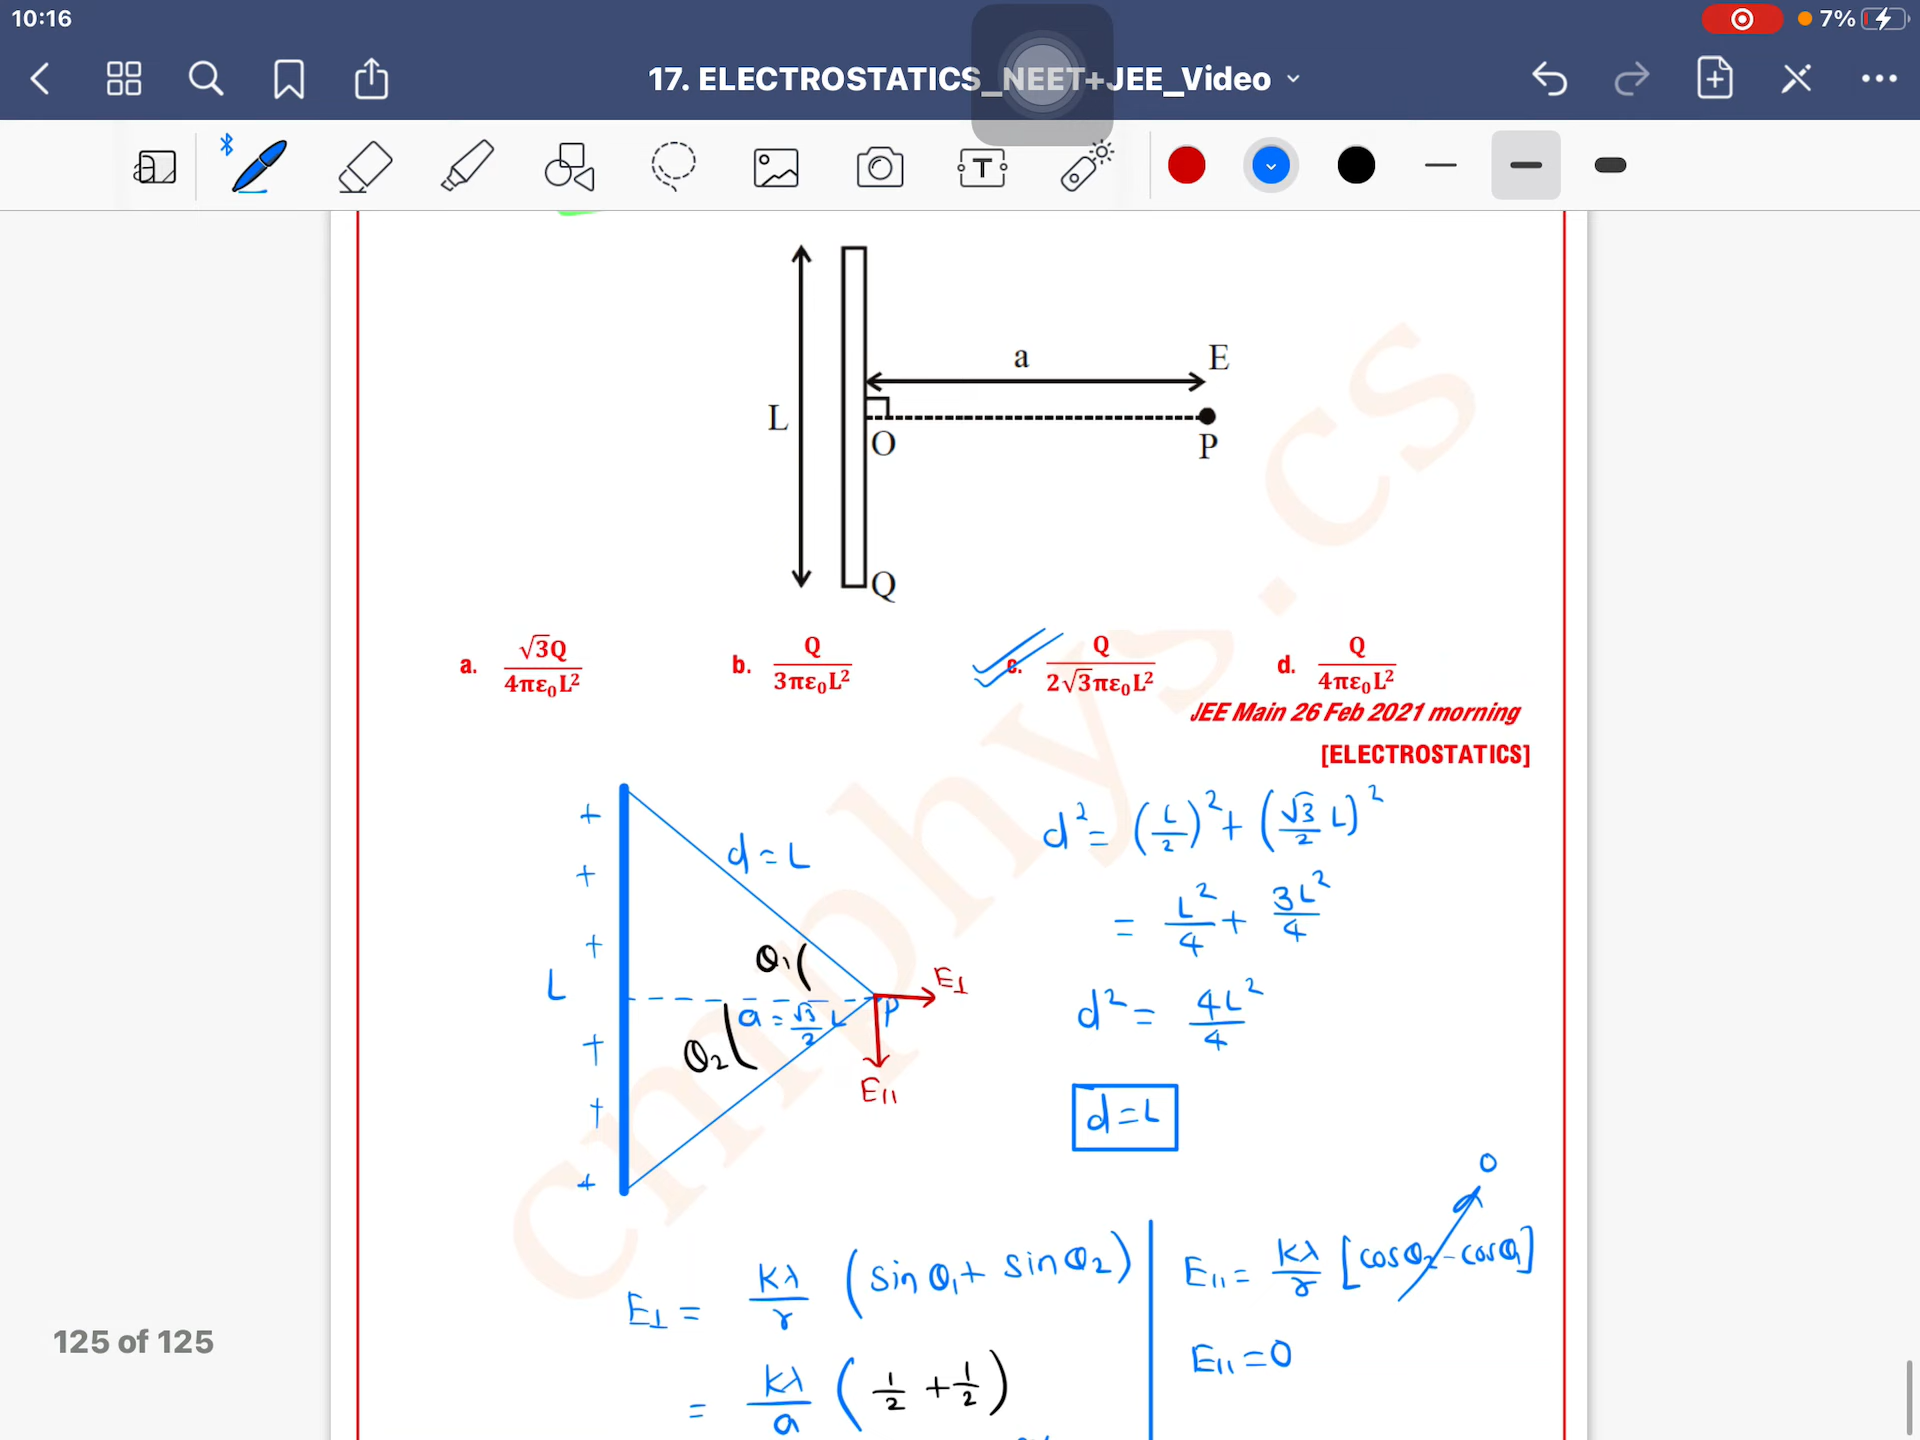 10:16
7%
17. ELECTROSTATICS_NEET+JEE_Video
a
E
L
O
P
Q
a. √3Q / 4πε₀L² b. Q / 3πε₀L² c. Q / 2√3πε₀L² d. Q / 4πε₀L²
JEE Main 26 Feb 2021 morning
[ELECTROSTATICS]
+
+
+
+
+
+
L
d = L
θ₁
θ₂
a = √3/2 L
P
E⊥
E||
d² = (L/2)² + (√3/2 L)²
= L²/4 + 3L²/4
d² = 4L²/4
d = L
E⊥ = Kλ/r (sin θ₁ + sin θ₂)
= Kλ/a (1/2 + 1/2)
0
E|| = Kλ/r [cos θ₂ - cos θ₁]
E|| = 0
125 of 125
cmphys.cs